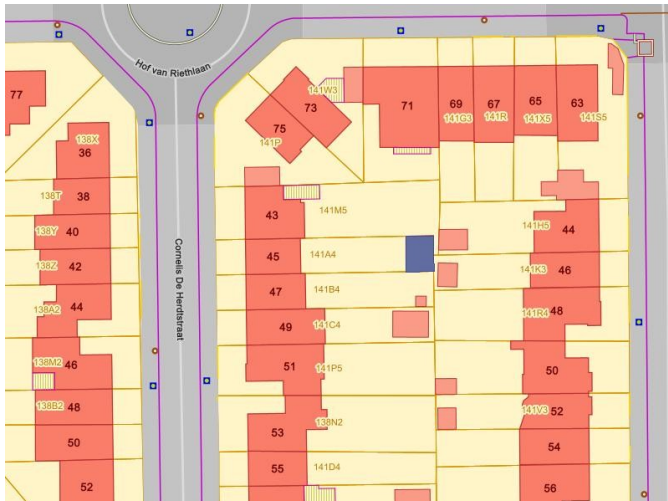 Hof van Riethlaan
Cornelis De Herdtstraat
77
138X
36
138T
38
138Y
40
138Z
42
138A2
44
138M2
46
138B2
48
50
52
141W3
73
75
141P
71
69
141G3
67
141R
65
141X5
63
141S5
43
141M5
45
141A4
47
141B4
49
141C4
51
141P5
53
138N2
55
141D4
141H5
44
46
141K3
48
141R4
50
141V3
52
54
56